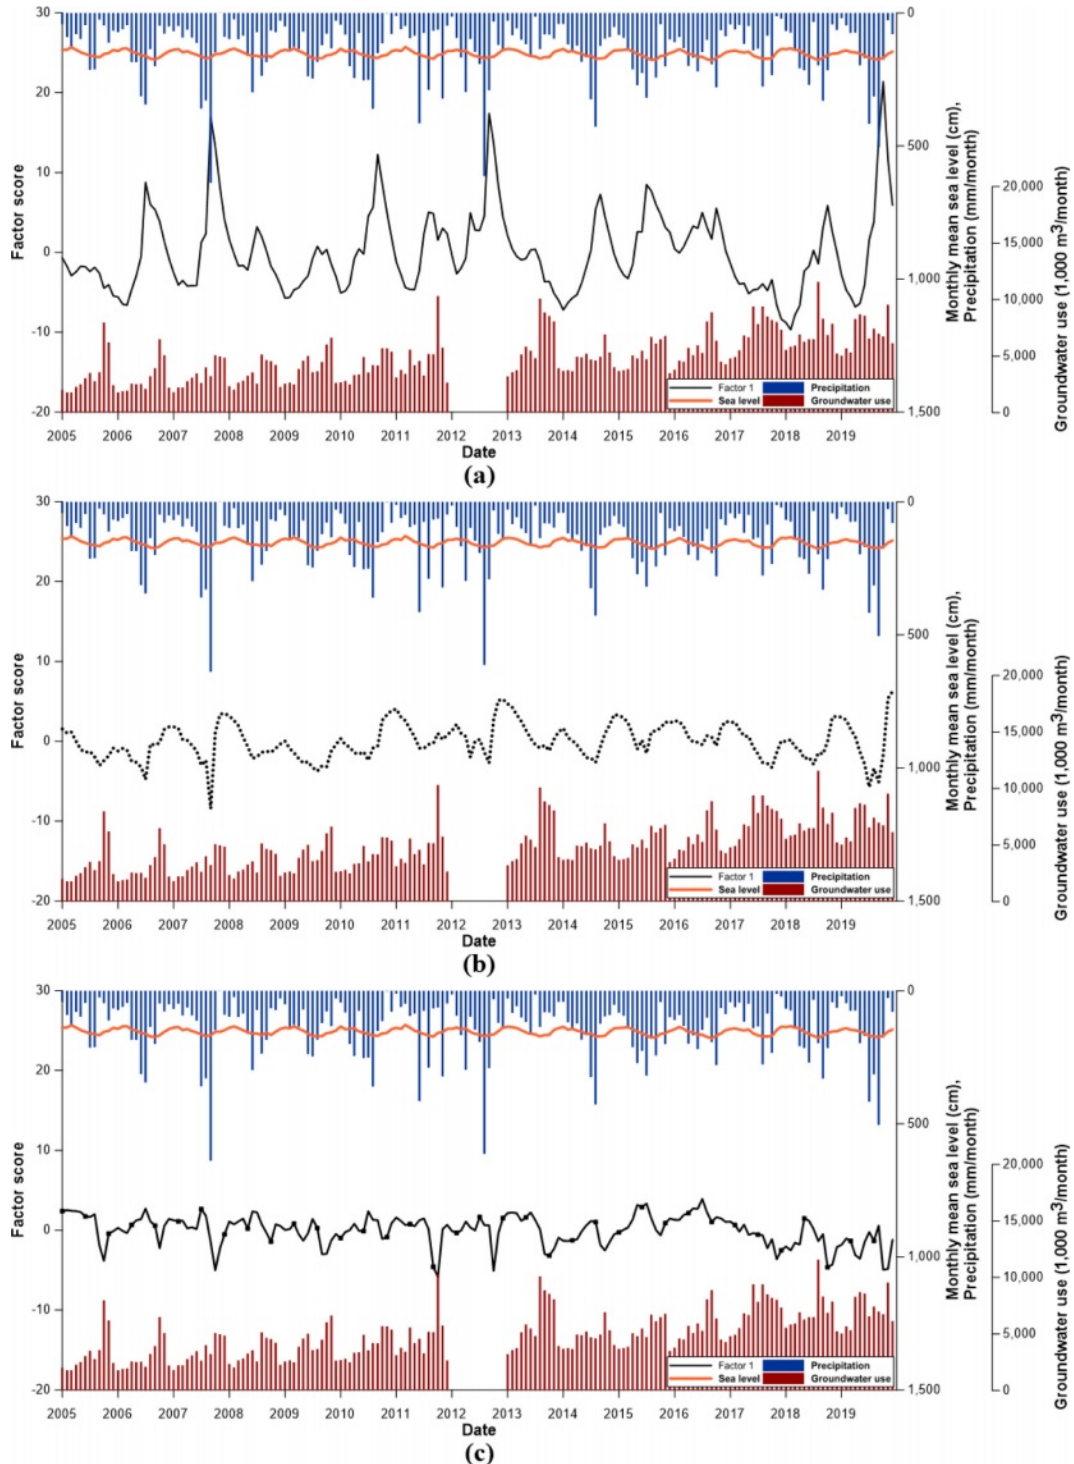 30
20
10
0
-10
-20
Factor score
0
500
1,000
1,500
Monthly mean sea level (cm),
Precipitation (mm/month)
20,000
15,000
10,000
5,000
0
Groundwater use (1,000 m3/month)
Factor 1 Precipitation
Sea level Groundwater use
2005 2006 2007 2008 2009 2010 2011 2012 2013 2014 2015 2016 2017 2018 2019
Date
(a)
30
20
10
0
-10
-20
Factor score
0
500
1,000
1,500
Monthly mean sea level (cm),
Precipitation (mm/month)
20,000
15,000
10,000
5,000
0
Groundwater use (1,000 m3/month)
Factor 1 Precipitation
Sea level Groundwater use
2005 2006 2007 2008 2009 2010 2011 2012 2013 2014 2015 2016 2017 2018 2019
Date
(b)
30
20
10
0
-10
-20
Factor score
0
500
1,000
1,500
Monthly mean sea level (cm),
Precipitation (mm/month)
20,000
15,000
10,000
5,000
0
Groundwater use (1,000 m3/month)
Factor 1 Precipitation
Sea level Groundwater use
2005 2006 2007 2008 2009 2010 2011 2012 2013 2014 2015 2016 2017 2018 2019
Date
(c)